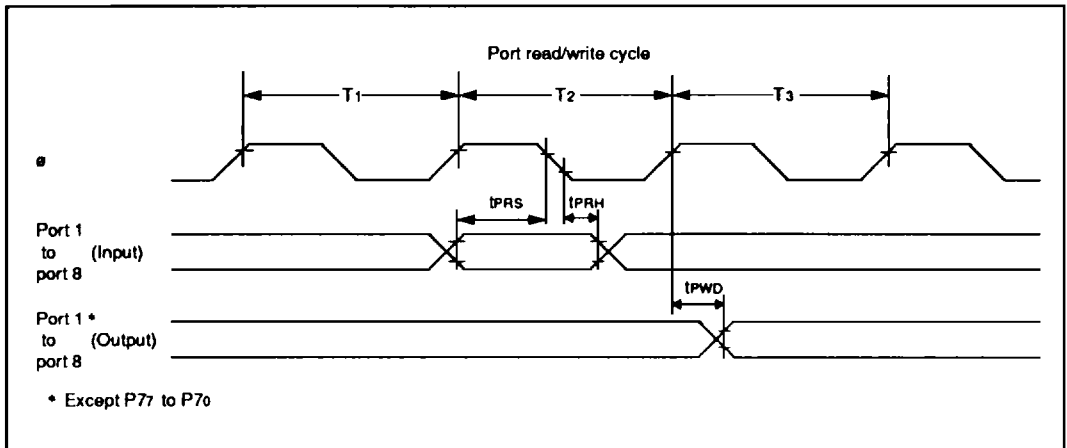 Port read/write cycle
T1 T2 T3
ø
tPRS tPRH
Port 1
to (Input)
port 8
tPWD
Port 1 *
to (Output)
port 8
* Except P77 to P70